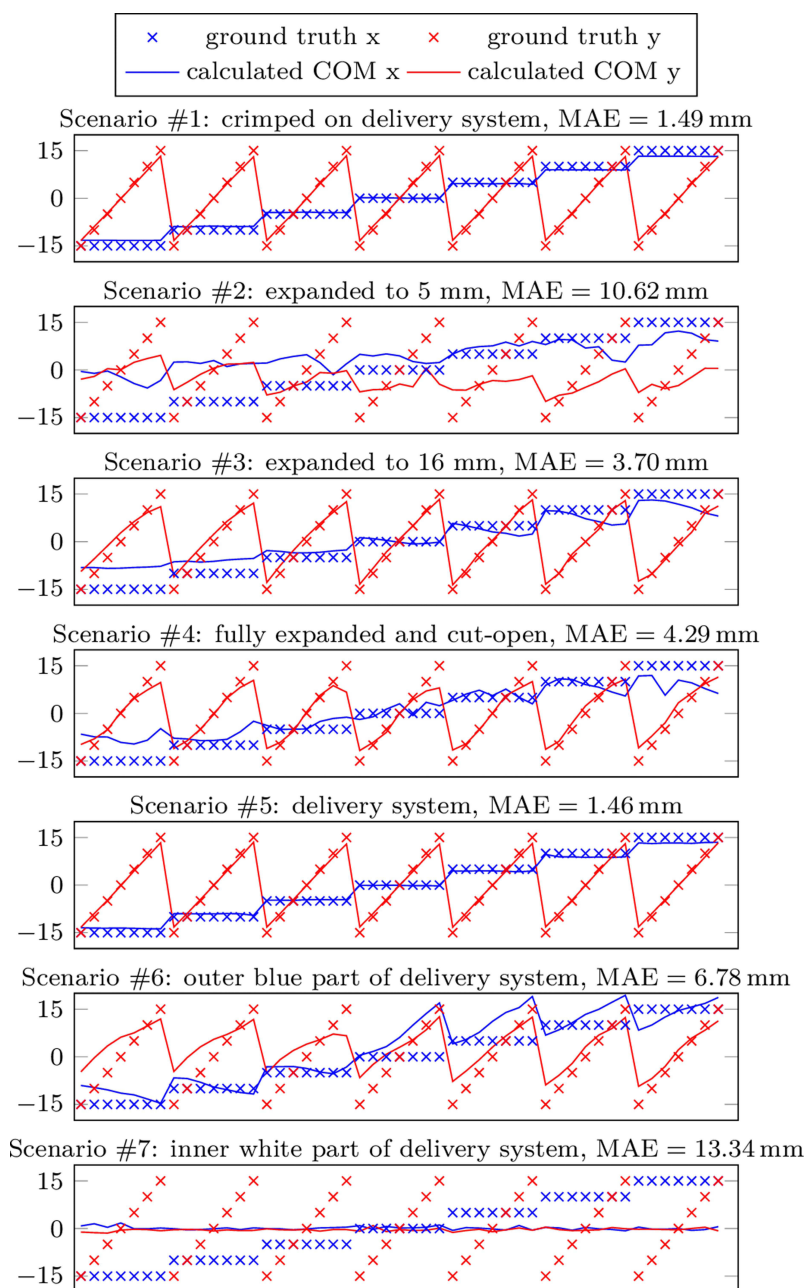 ground truth x
ground truth y
calculated COM x
calculated COM y
Scenario #1: crimped on delivery system, MAE = 1.49 mm
15
0
−15
Scenario #2: expanded to 5 mm, MAE = 10.62 mm
15
0
−15
Scenario #3: expanded to 16 mm, MAE = 3.70 mm
15
0
−15
Scenario #4: fully expanded and cut-open, MAE = 4.29 mm
15
0
−15
Scenario #5: delivery system, MAE = 1.46 mm
15
0
−15
Scenario #6: outer blue part of delivery system, MAE = 6.78 mm
15
0
−15
Scenario #7: inner white part of delivery system, MAE = 13.34 mm
15
0
−15